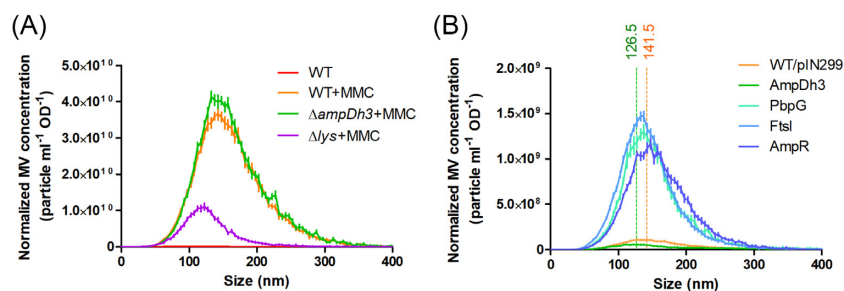 (A)
Normalized MV concentration
(particle ml-1 OD-1)
5.0×10¹⁰
4.0×10¹⁰
3.0×10¹⁰
2.0×10¹⁰
1.0×10¹⁰
0
0
100
200
300
400
Size (nm)
WT
WT+MMC
ΔampDh3+MMC
Δlys+MMC
(B)
126.5
141.5
Normalized MV concentration
(particle ml-1 OD-1)
2.0×10⁹
1.5×10⁹
1.0×10⁹
5.0×10⁸
0
0
100
200
300
400
Size (nm)
WT/pIN299
AmpDh3
PbpG
FtsI
AmpR